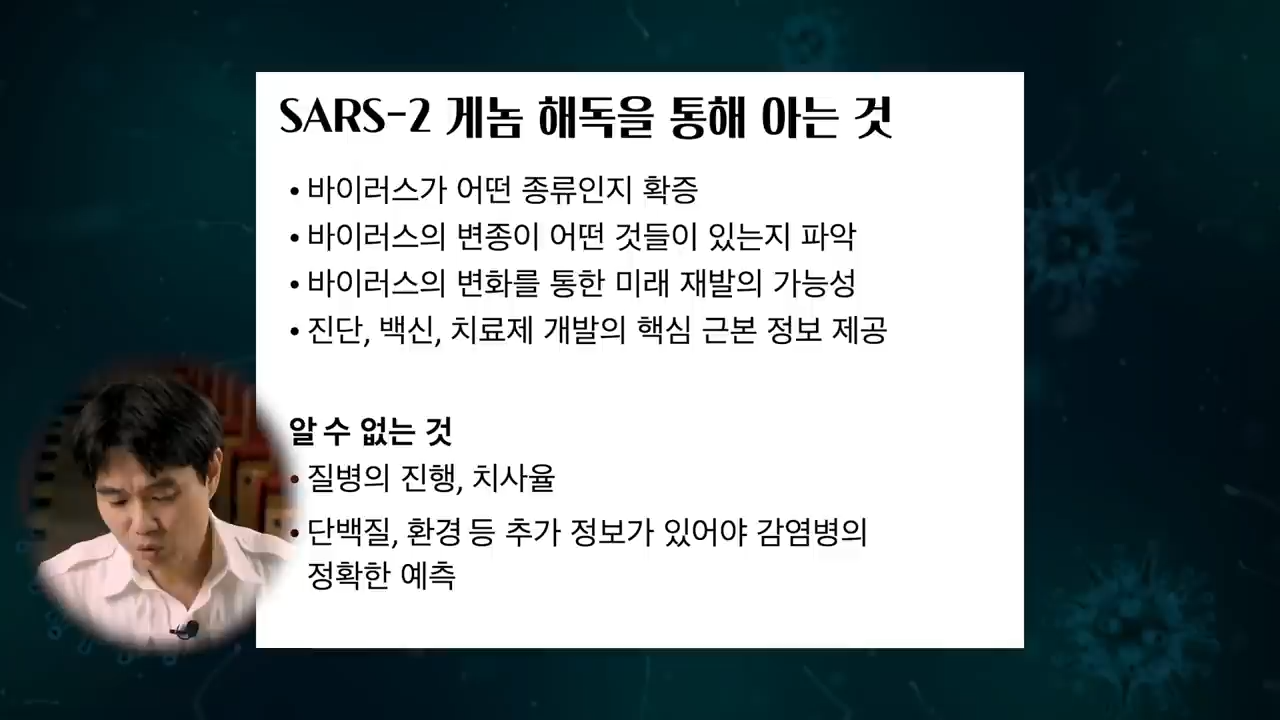 SARS-2 게놈 해독을 통해 아는 것
• 바이러스가 어떤 종류인지 확증
• 바이러스의 변종이 어떤 것들이 있는지 파악
• 바이러스의 변화를 통한 미래 재발의 가능성
• 진단, 백신, 치료제 개발의 핵심 근본 정보 제공
알 수 없는 것
• 질병의 진행, 치사율
• 단백질, 환경 등 추가 정보가 있어야 감염병의
정확한 예측